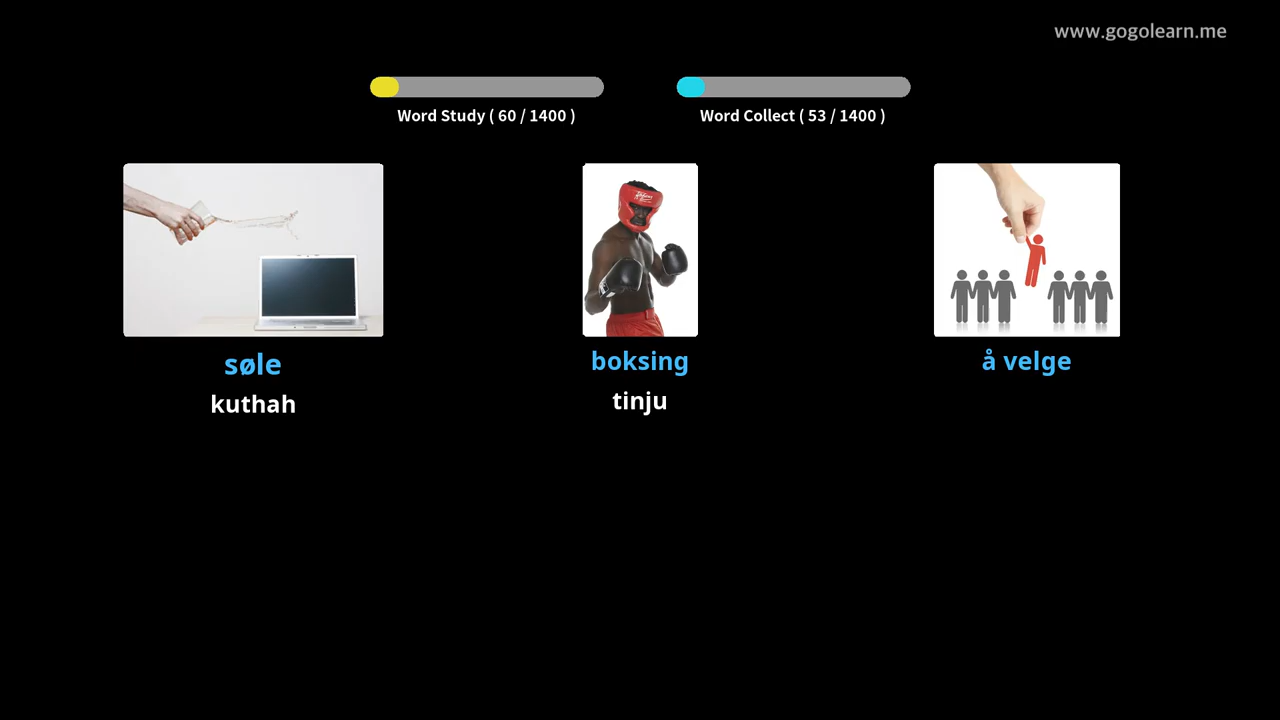 www.gogolearn.me
Word Study ( 60 / 1400 )
Word Collect ( 53 / 1400 )
søle
kuthah
boksing
tinju
å velge